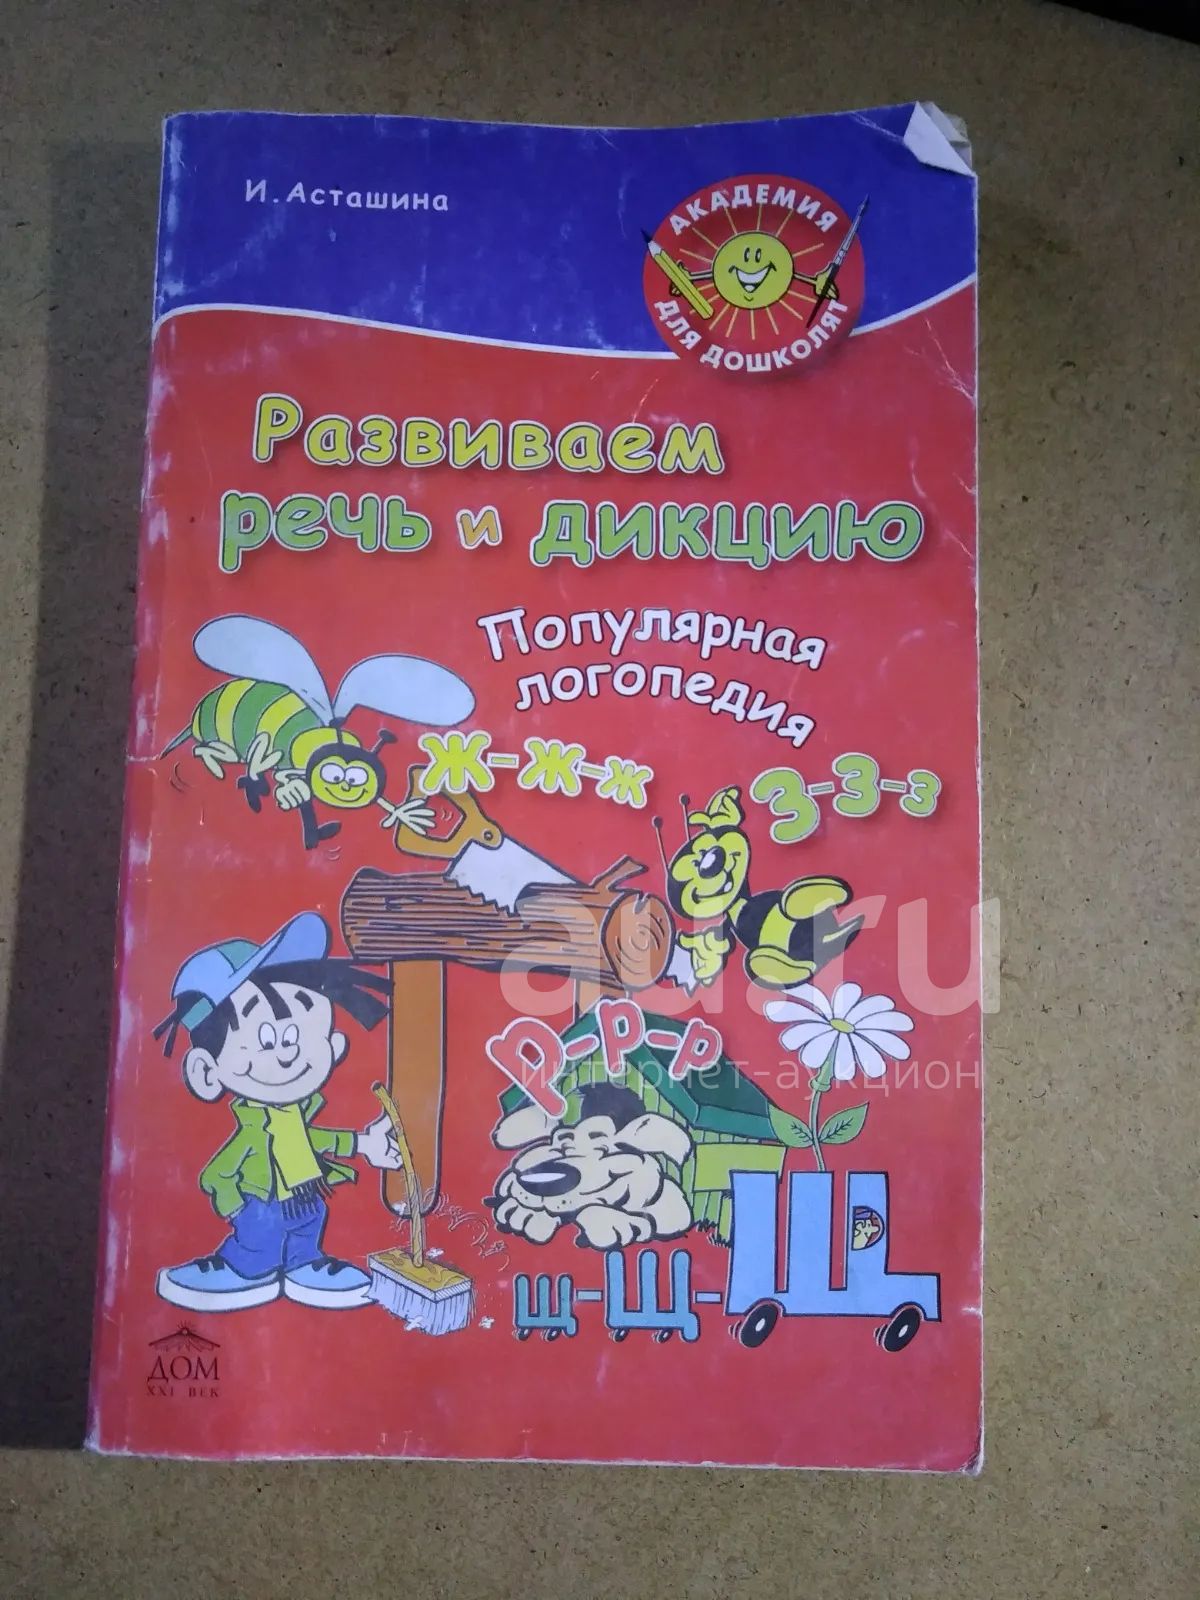 И. Асташина
АКАДЕМИЯ
ДЛЯ ДОШКОЛЯТ
Развиваем
речь и дикцию
Популярная
логопедия
Ж-ж-ж
З-З-з
Р-р-р
щ-Щ-Щ
ДОМ
XXI ВЕК
au.ru
интернет-аукцион